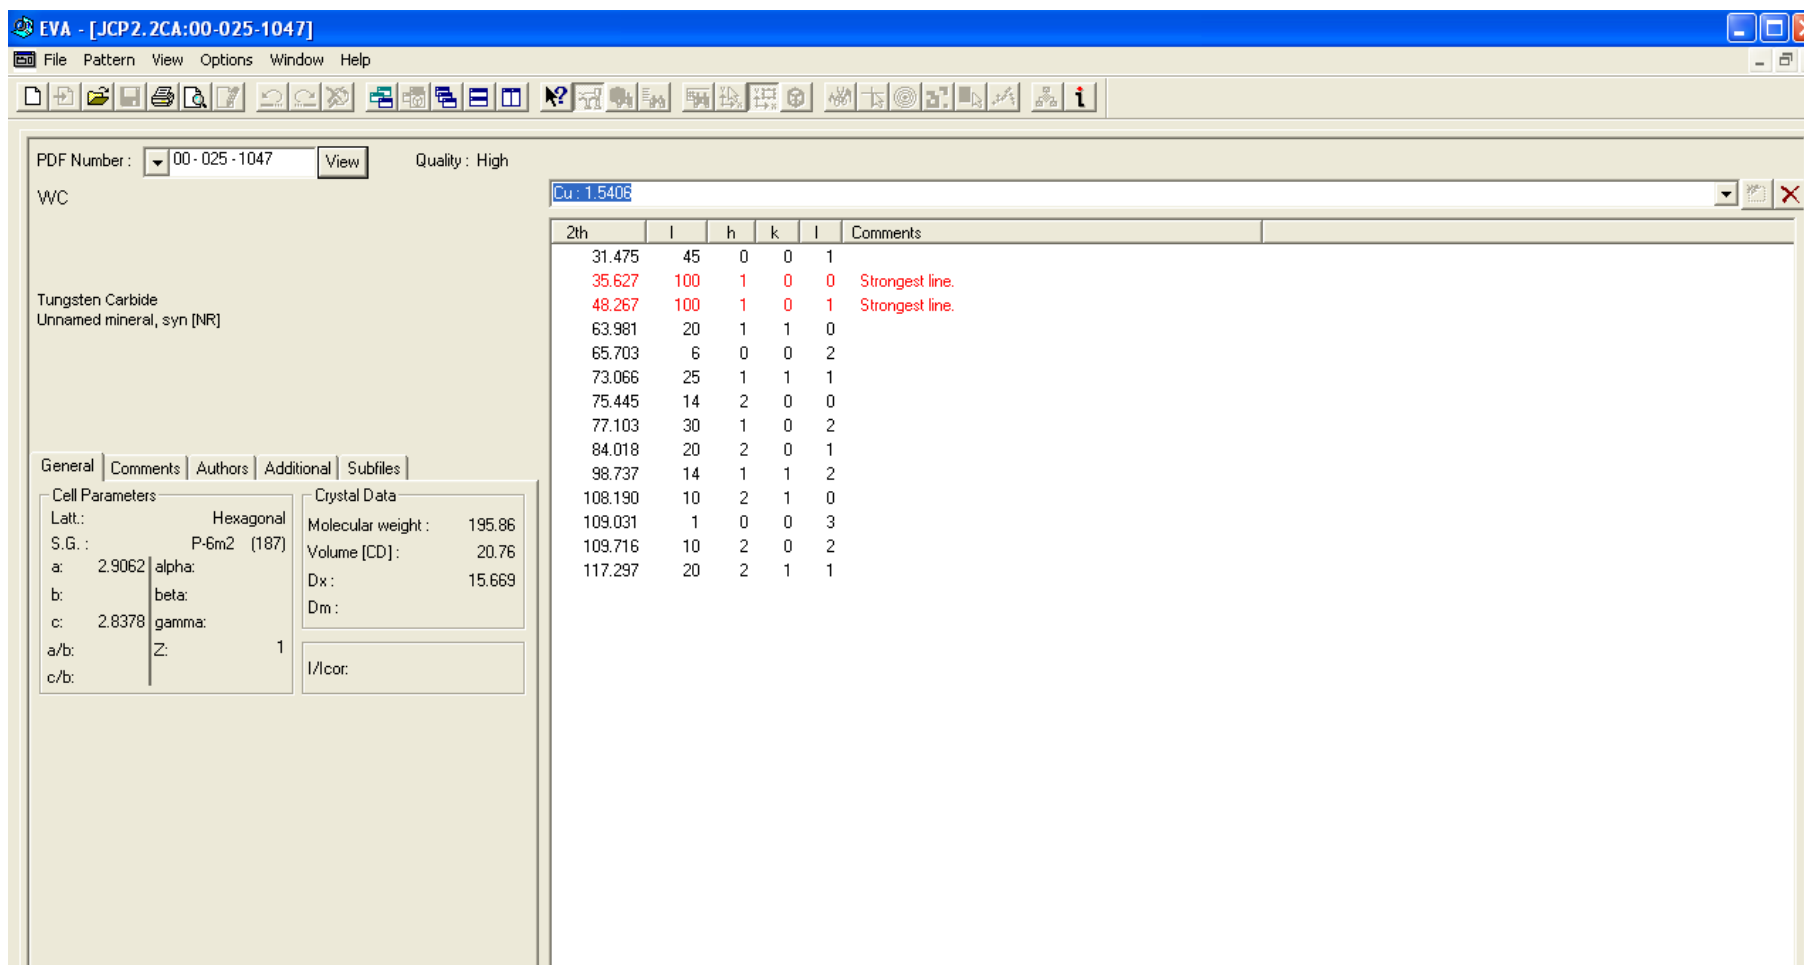 EVA - [JCP2.2CA:00-025-1047]
File Pattern View Options Window Help
PDF Number : 00 - 025 - 1047 View Quality : High
WC
Cu : 1.5406
2th I h k l Comments
31.475 45 0 0 1
35.627 100 1 0 0 Strongest line.
48.267 100 1 0 1 Strongest line.
63.981 20 1 1 0
65.703 6 0 0 2
73.066 25 1 1 1
75.445 14 2 0 0
77.103 30 1 0 2
84.018 20 2 0 1
98.737 14 1 1 2
108.190 10 2 1 0
109.031 1 0 0 3
109.716 10 2 0 2
117.297 20 2 1 1
Tungsten Carbide
Unnamed mineral, syn [NR]
General Comments Authors Additional Subfiles
Cell Parameters
Latt.: Hexagonal
S.G. : P-6m2 (187)
a: 2.9062 alpha:
b: beta:
c: 2.8378 gamma:
a/b: Z: 1
c/b:
Crystal Data
Molecular weight : 195.86
Volume [CD] : 20.76
Dx : 15.669
Dm :
I/Icor: